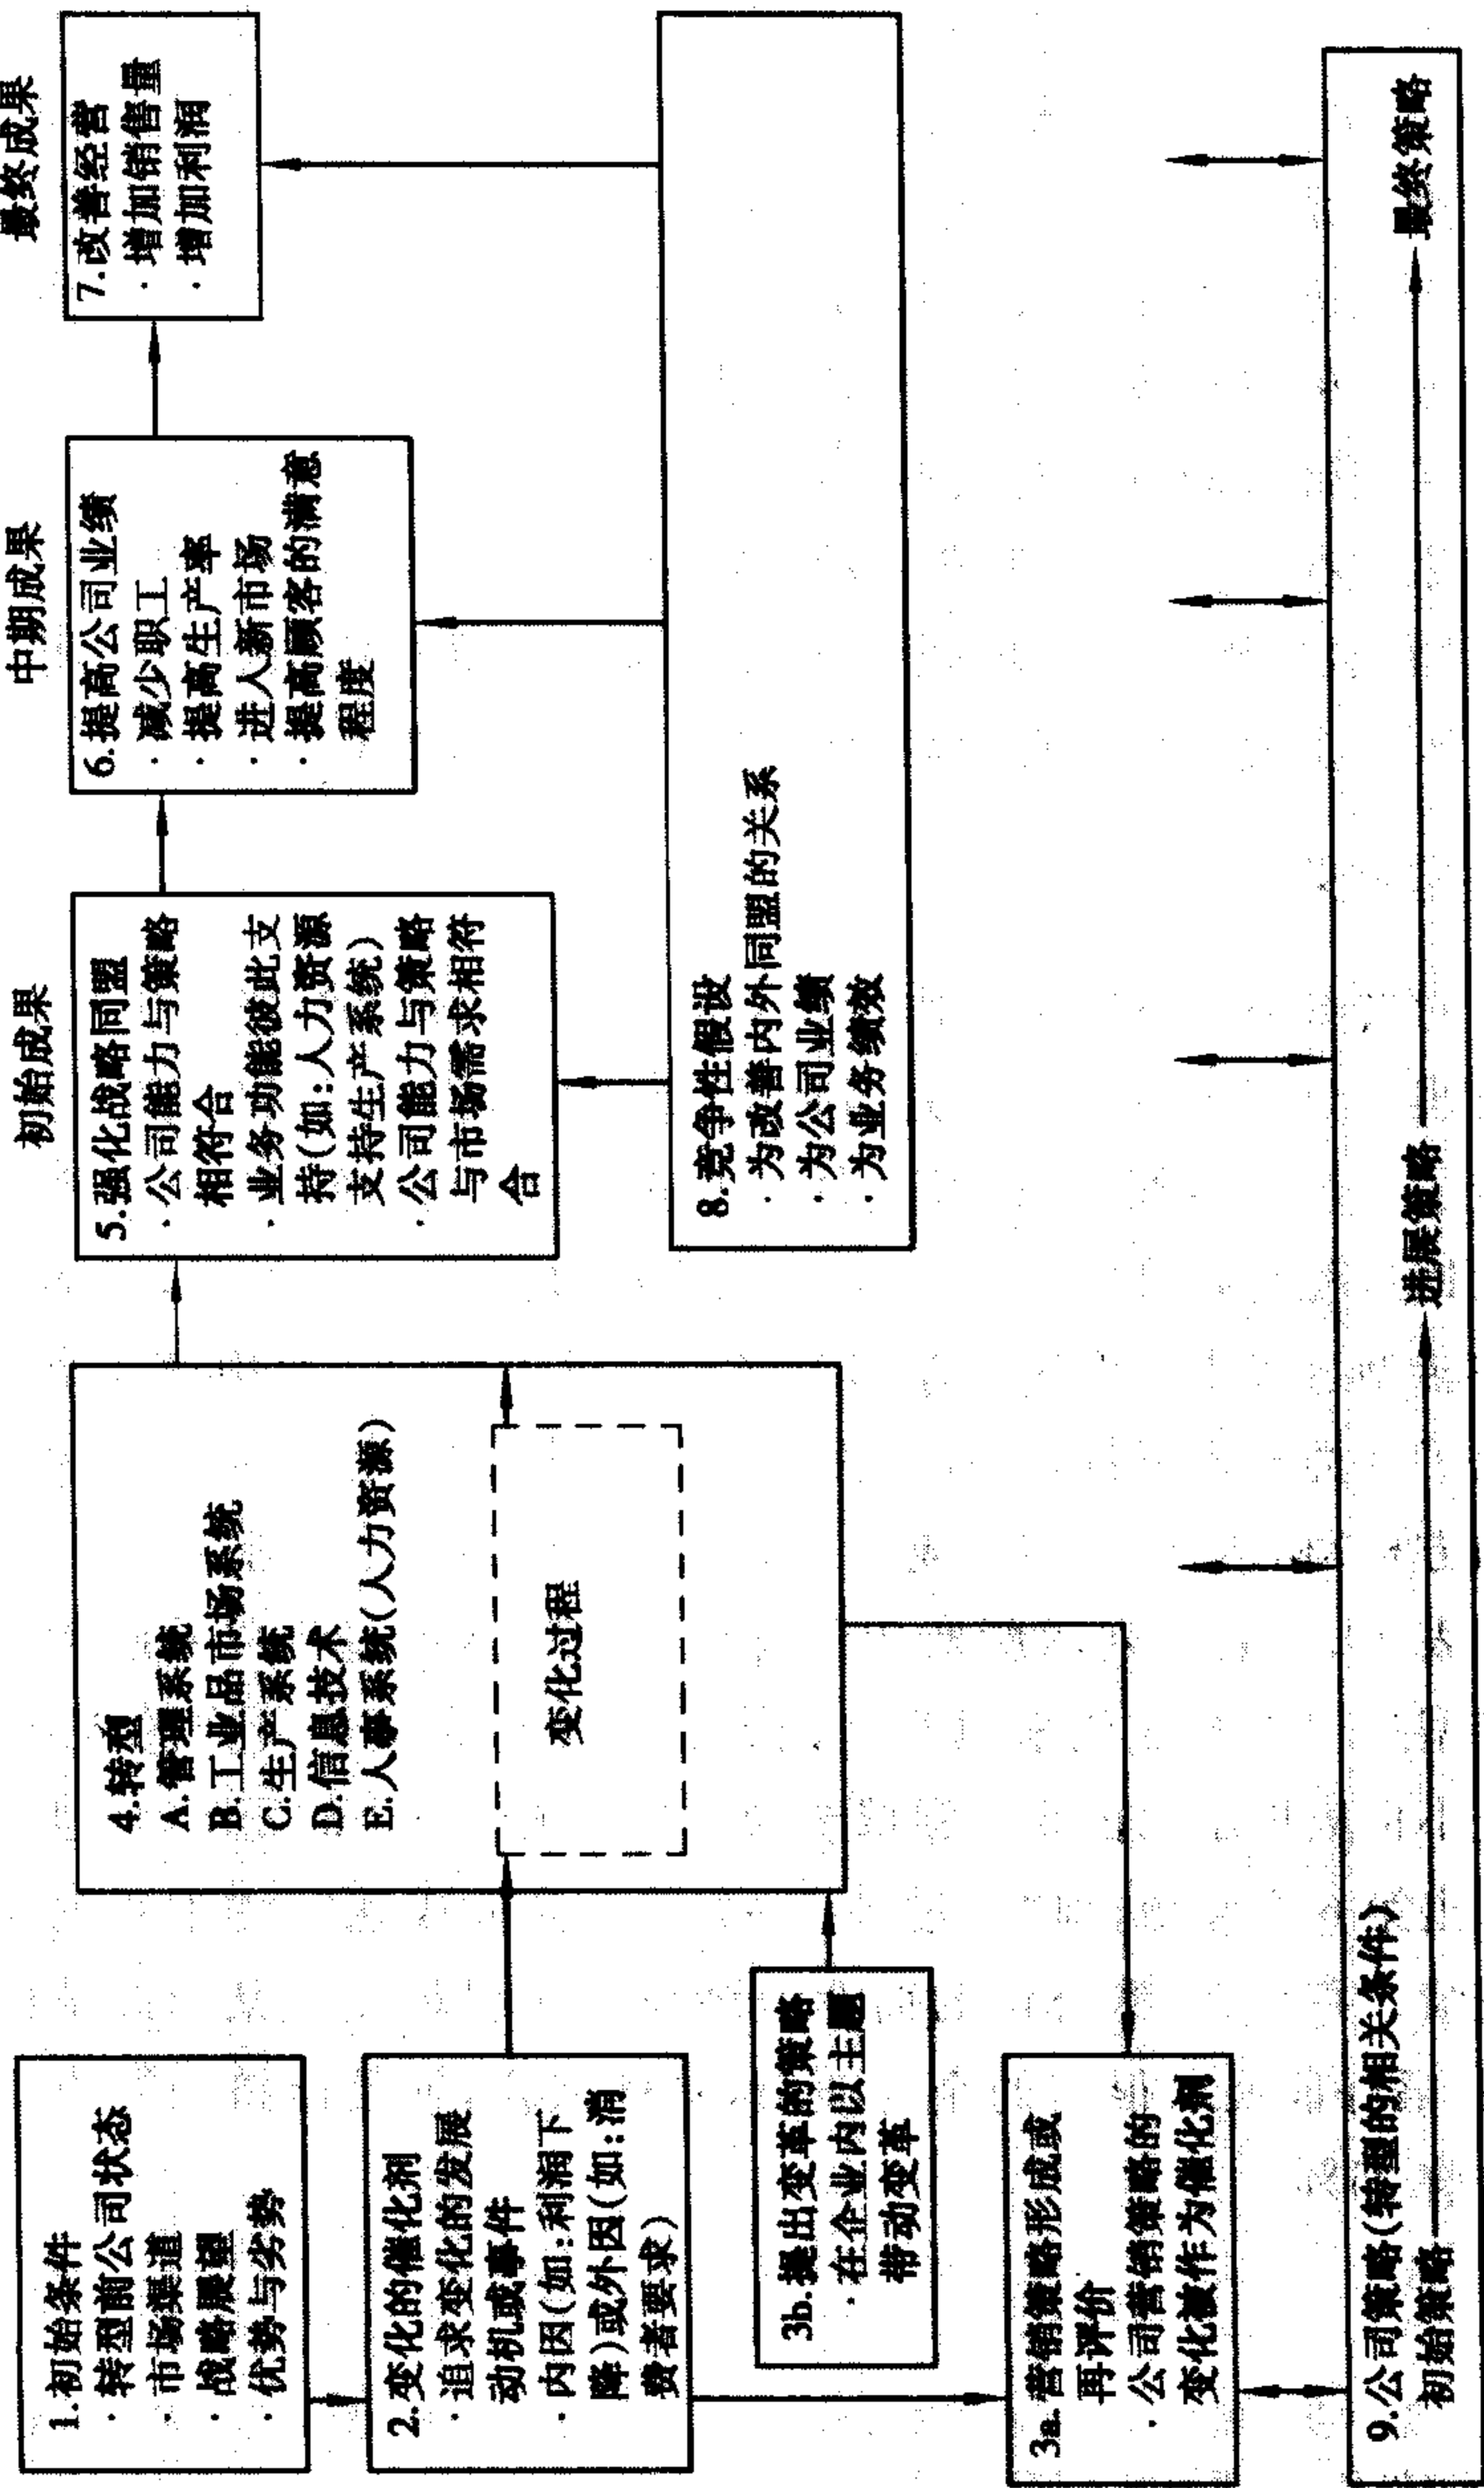 初始成果
中期成果
最终成果
1.初始条件
·转型前公司状态
·市场渠道
·战略展望
·优势与劣势
2.变化的催化剂
·追求变化的发展
动机或事件
·内因(如:利润下
降)或外因(如:消
费者要求)
3b.提出变革的策略
·在企业内以主题
带动变革
3a.营销策略形成或
再评价
·公司营销策略的
变化被作为催化剂
4.转型
A.管理系统
B.工业品市场系统
C.生产系统
D.信息技术
E.人事系统(人力资源)
变化过程
5.强化战略同盟
·公司能力与策略
相符合
·业务功能彼此支
持(如:人力资源
支持生产系统)
·公司能力与策略
与市场需求相符
合
6.提高公司业绩
·减少职工
·提高生产率
·进人新市场
·提高顾客的满意
程度
7.改善经营
·增加销售量
·增加利润
8.竞争性假设
·为改善内外同盟的关系
·为公司业绩
·为业务绩效
9.公司策略(转型的相关条件)
初始策略
进展策略
最终策略